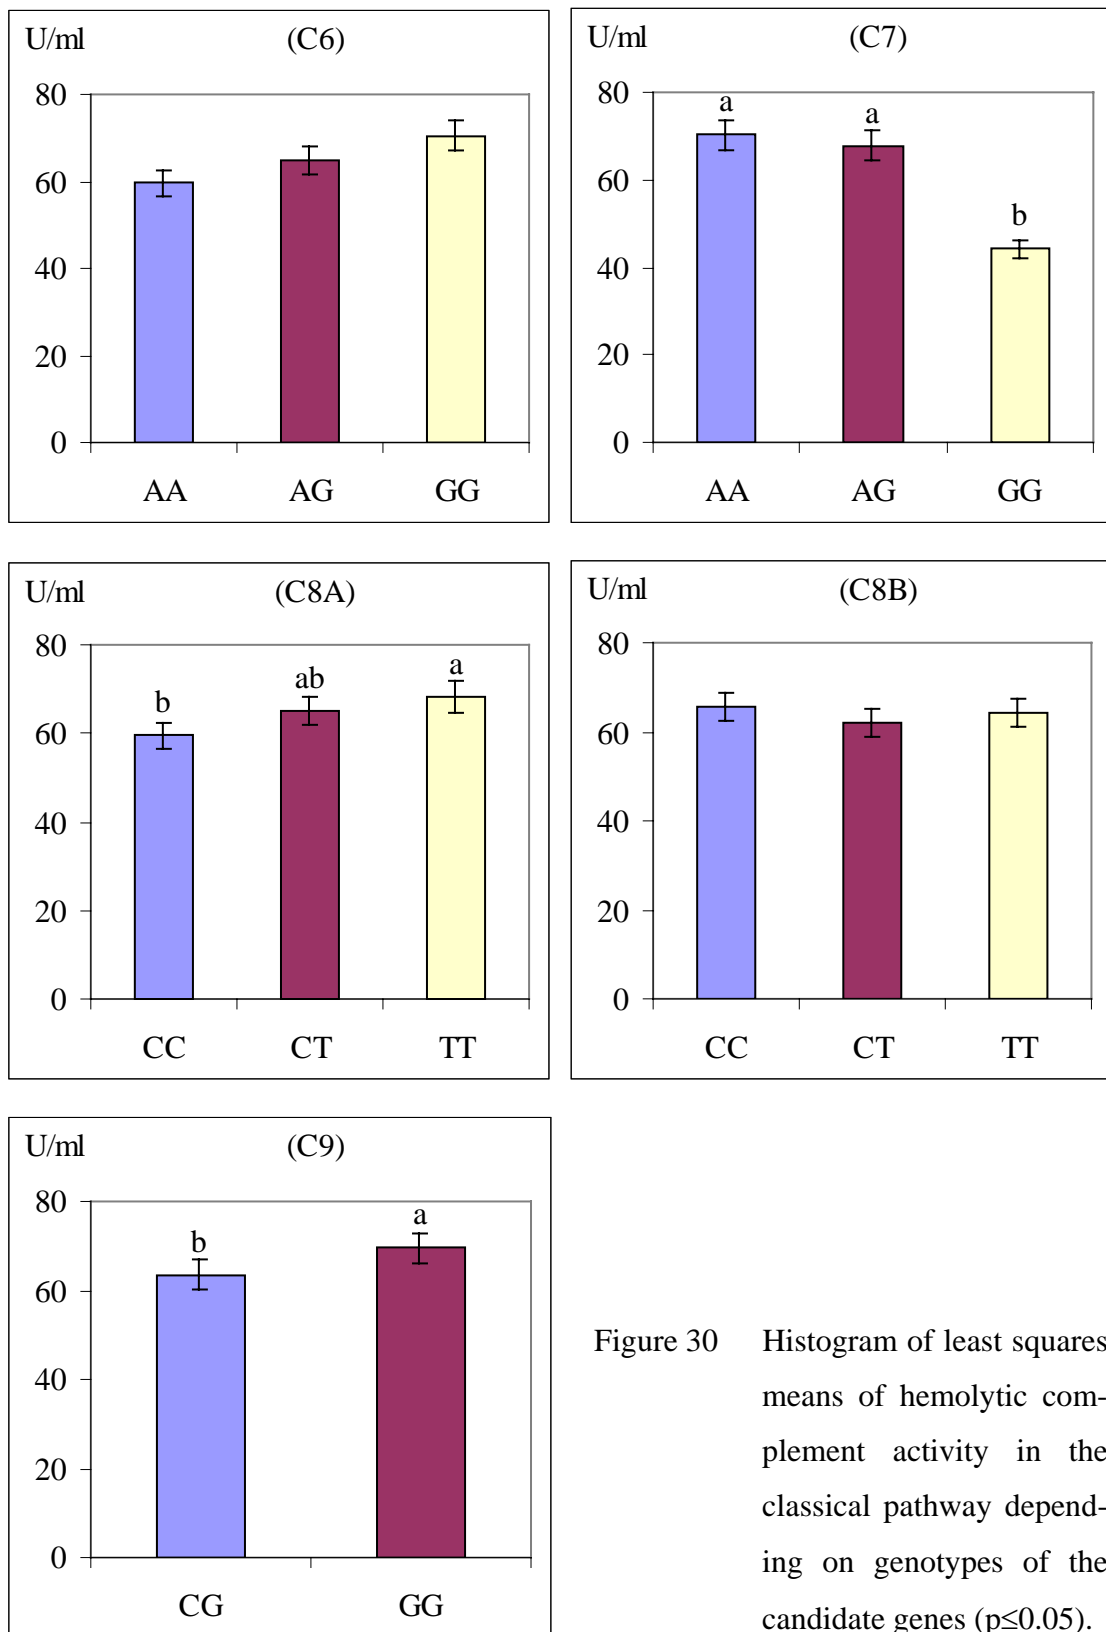 U/ml (C6)
80
60
40
20
0
AA AG GG
U/ml (C7)
80
60
40
20
0
a a b
AA AG GG
U/ml (C8A)
80
60
40
20
0
b ab a
CC CT TT
U/ml (C8B)
80
60
40
20
0
CC CT TT
U/ml (C9)
80
60
40
20
0
b a
CG GG
Figure 30 Histogram of least squares
means of hemolytic com-
plement activity in the
classical pathway depend-
ing on genotypes of the
candidate genes (p≤0.05).